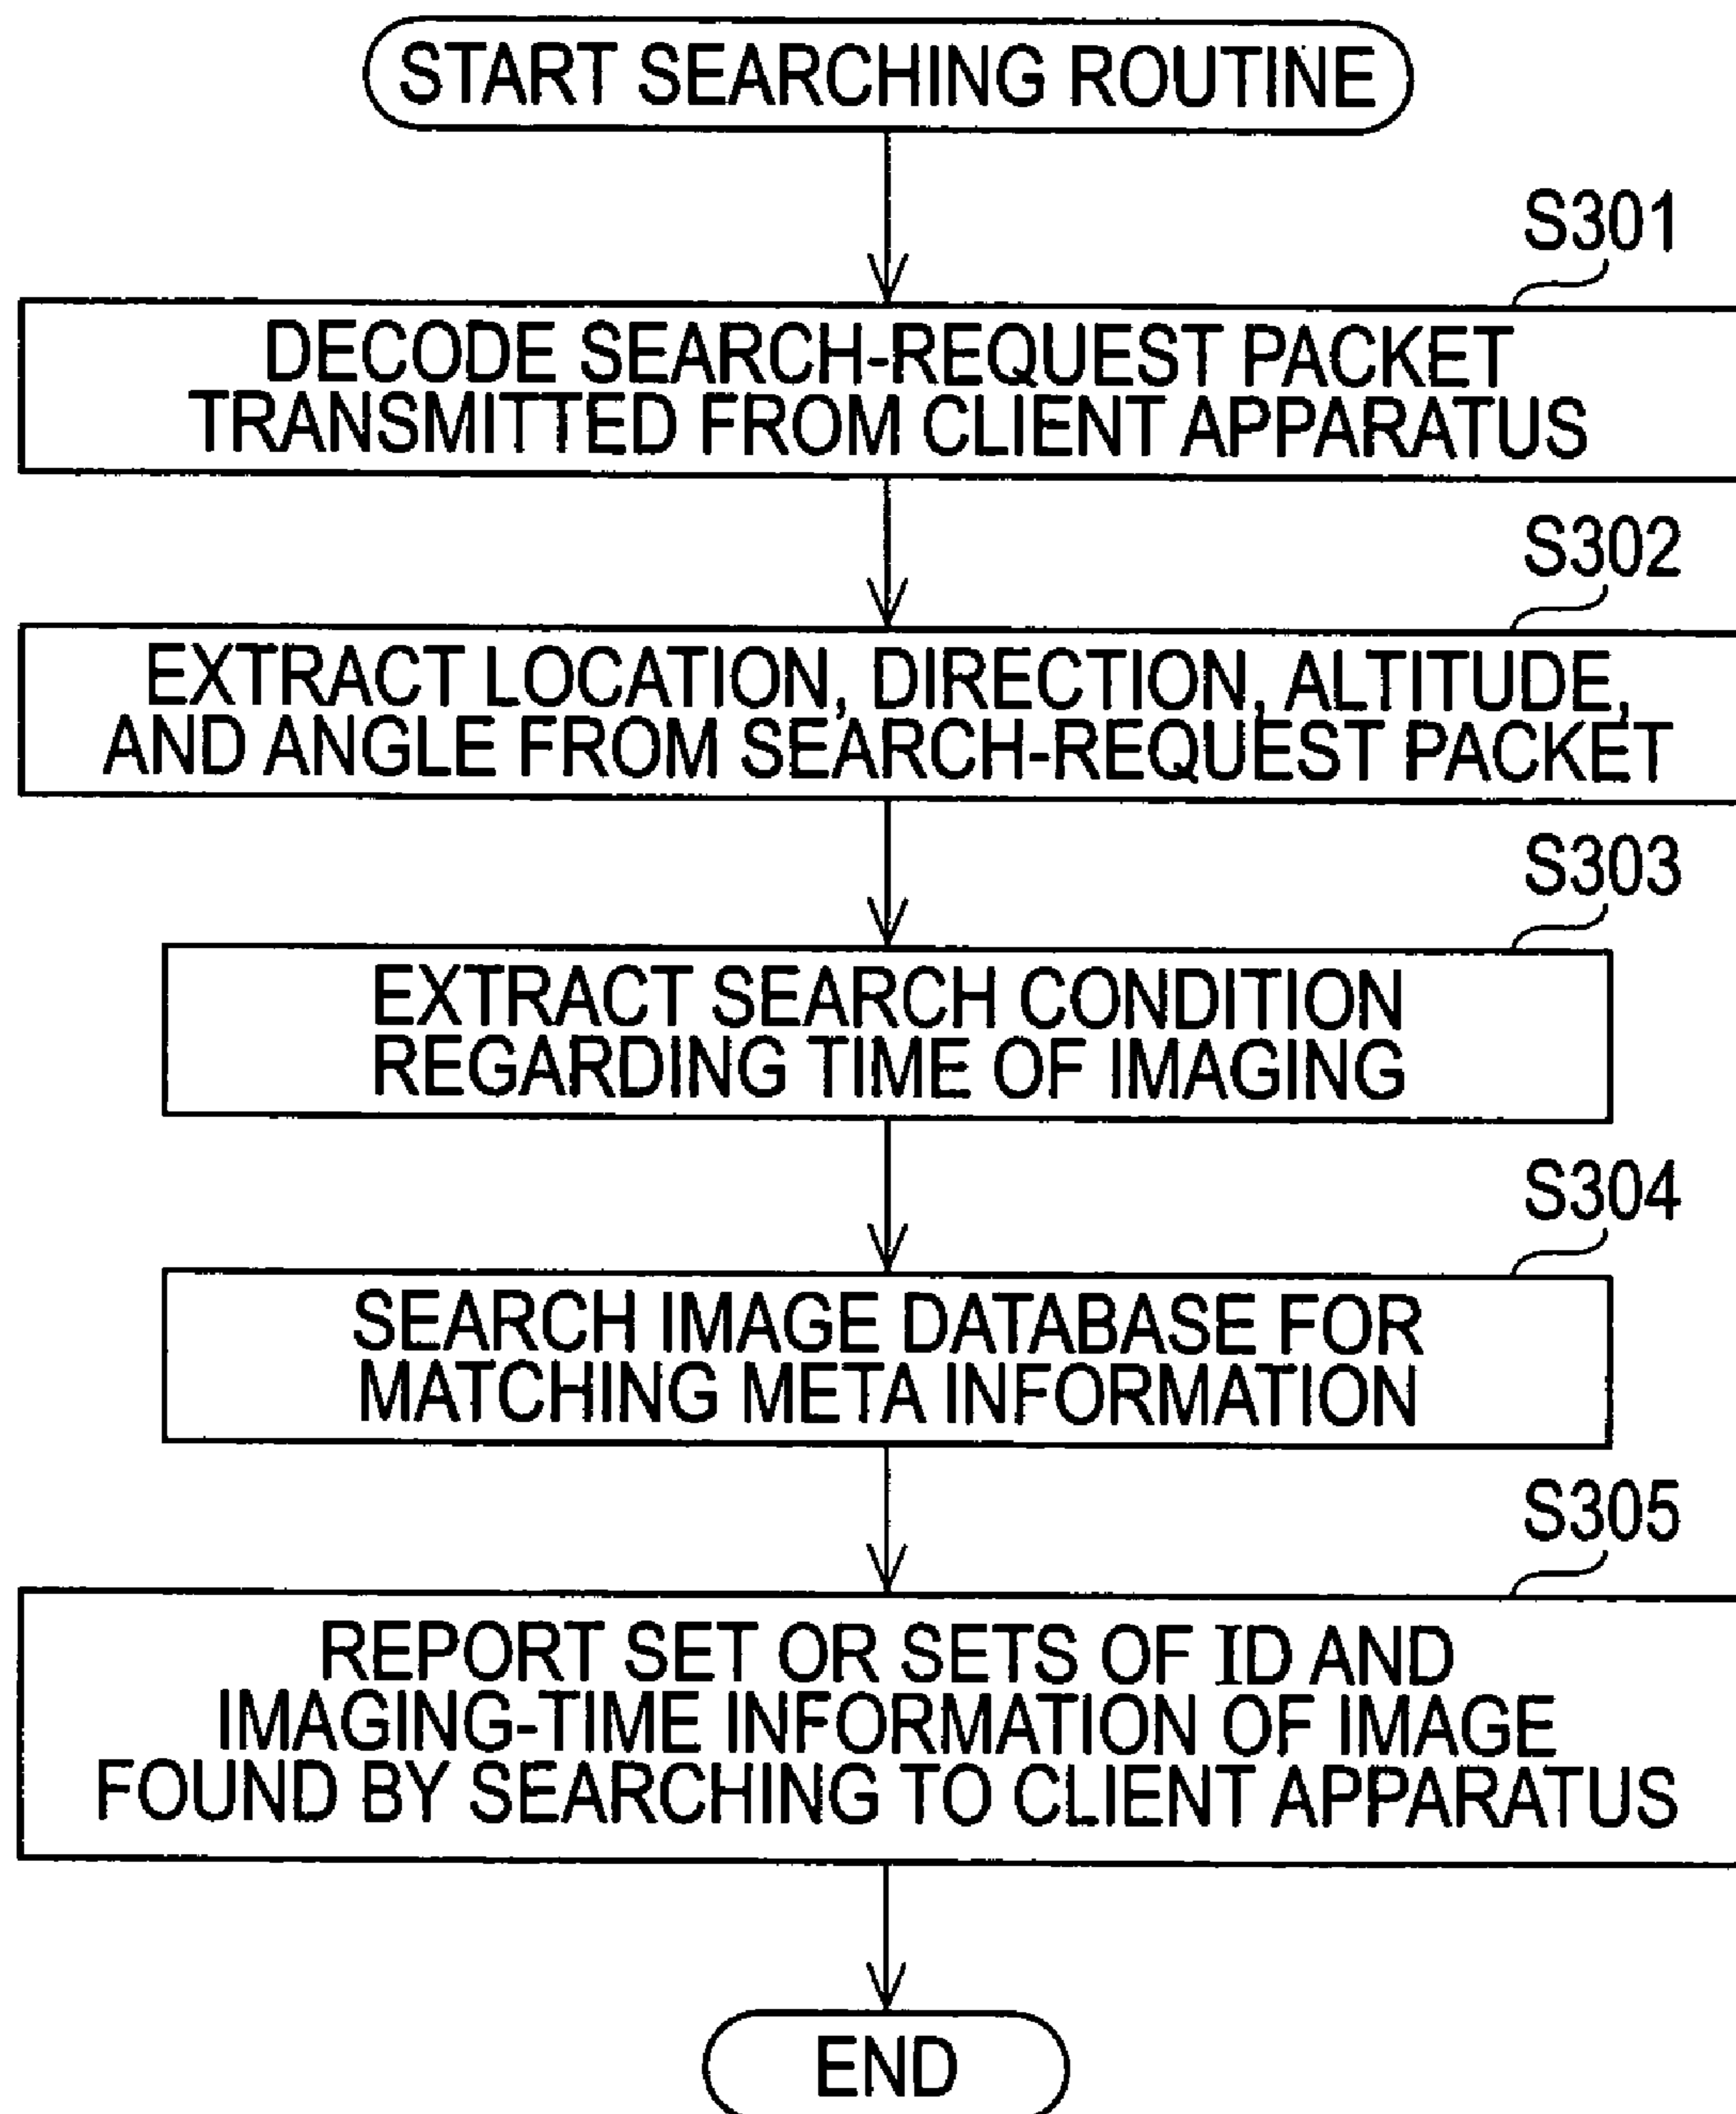 START SEARCHING ROUTINE
S301
DECODE SEARCH-REQUEST PACKET
TRANSMITTED FROM CLIENT APPARATUS
S302
EXTRACT LOCATION, DIRECTION, ALTITUDE,
AND ANGLE FROM SEARCH-REQUEST PACKET
S303
EXTRACT SEARCH CONDITION
REGARDING TIME OF IMAGING
S304
SEARCH IMAGE DATABASE FOR
MATCHING META INFORMATION
S305
REPORT SET OR SETS OF ID AND
IMAGING-TIME INFORMATION OF IMAGE
FOUND BY SEARCHING TO CLIENT APPARATUS
END